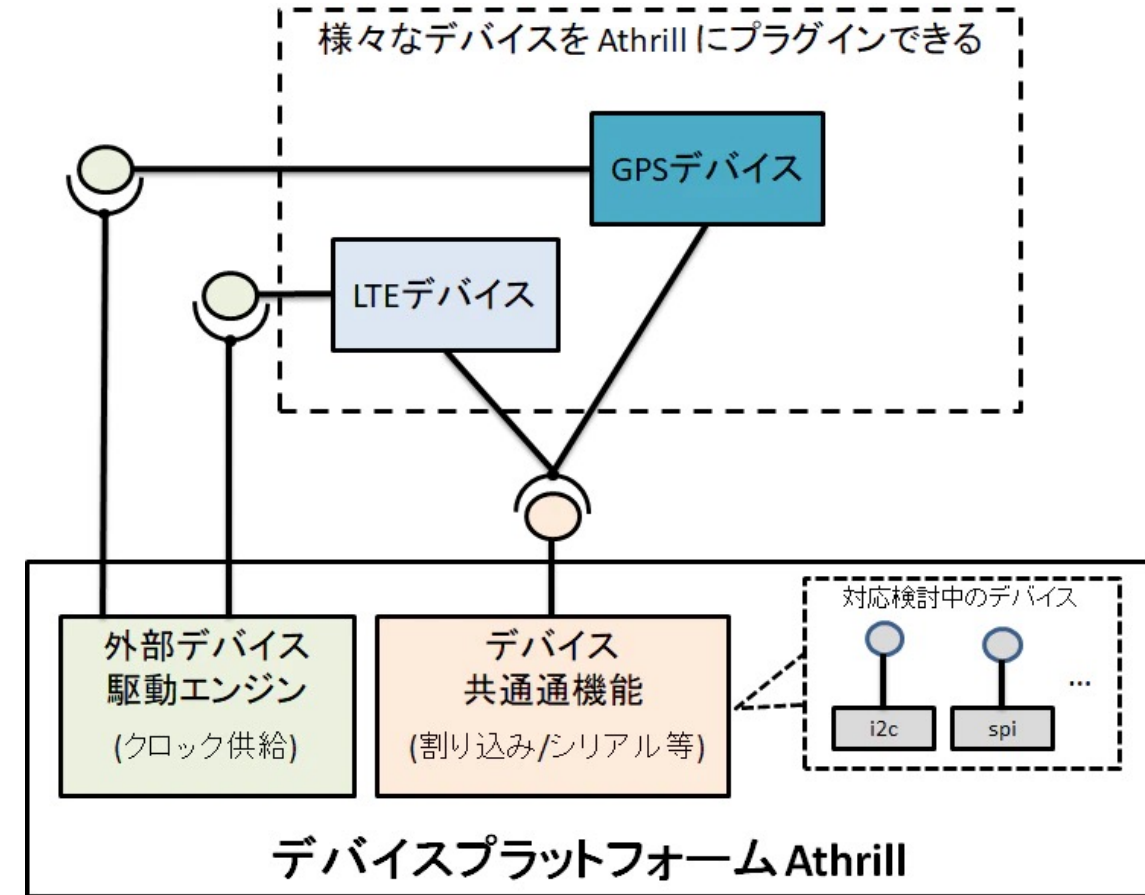 様々なデバイスを Athrill にプラグインできる
GPSデバイス
LTEデバイス
外部デバイス
駆動エンジン
(クロック供給)
デバイス
共通通機能
(割り込み/シリアル等)
対応検討中のデバイス
i2c
spi
...
デバイスプラットフォーム Athrill